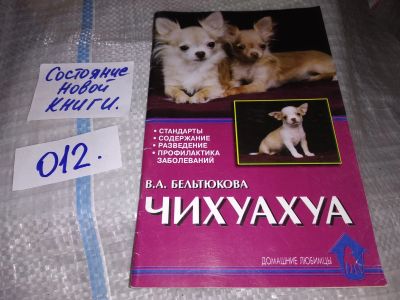 Состояние
новой
книги.
012.
• СТАНДАРТЫ
• СОДЕРЖАНИЕ
• РАЗВЕДЕНИЕ
• ПРОФИЛАКТИКА
ЗАБОЛЕВАНИЙ
В.А. БЕЛЬТЮКОВА
ЧИХУАХУА
ДОМАШНИЕ ЛЮБИМЦЫ